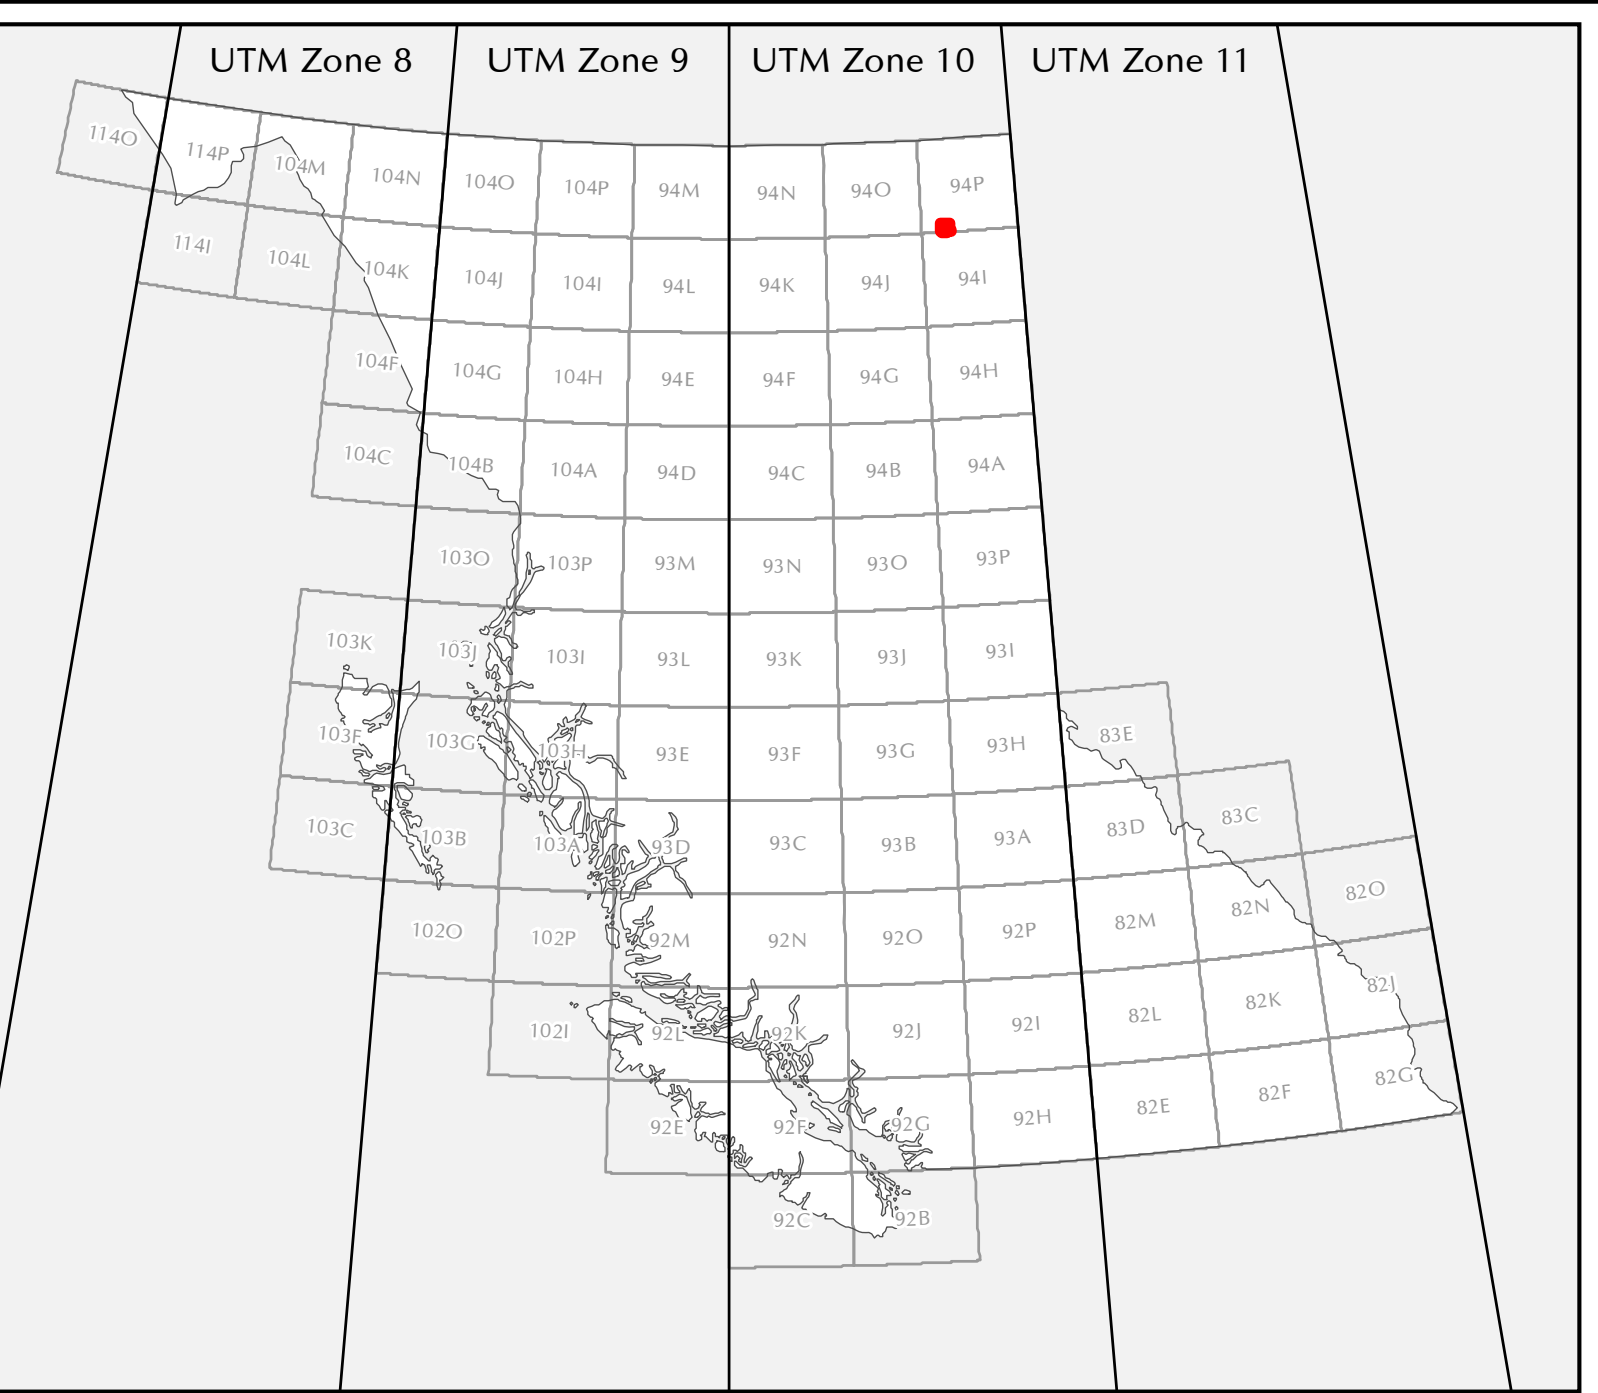 UTM Zone 8 UTM Zone 9 UTM Zone 10 UTM Zone 11
114O 114P 104M 104N 104O 104P 94M 94N 94O 94P
114I 104L 104K 104J 104I 94L 94K 94J 94I
104F 104G 104H 94E 94F 94G 94H
104C 104B 104A 94D 94C 94B 94A
103O 103P 93M 93N 93O 93P
103K 103J 103I 93L 93K 93J 93I
103F 103G 103H 93E 93F 93G 93H 83E
103C 103B 103A 93D 93C 93B 93A 83D 83C
102O 102P 92M 92N 92O 92P 82M 82N 82O
102I 92L 92K 92J 92I 82L 82K 82J
92E 92F 92G 92H 82E 82F 82G
92C 92B